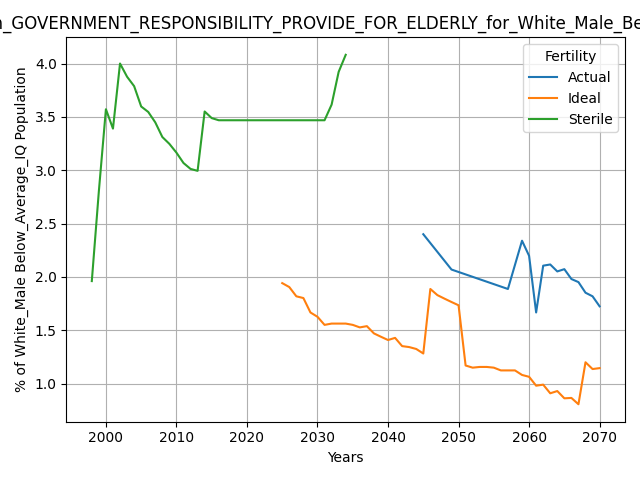 GOVERNMENT_RESPONSIBILITY_PROVIDE_FOR_ELDERLY_for_White_Male_Be
% of White_Male Below_Average_IQ Population
4.0
3.5
3.0
2.5
2.0
1.5
1.0
Fertility
Actual
Ideal
Sterile
2000 2010 2020 2030 2040 2050 2060 2070
Years